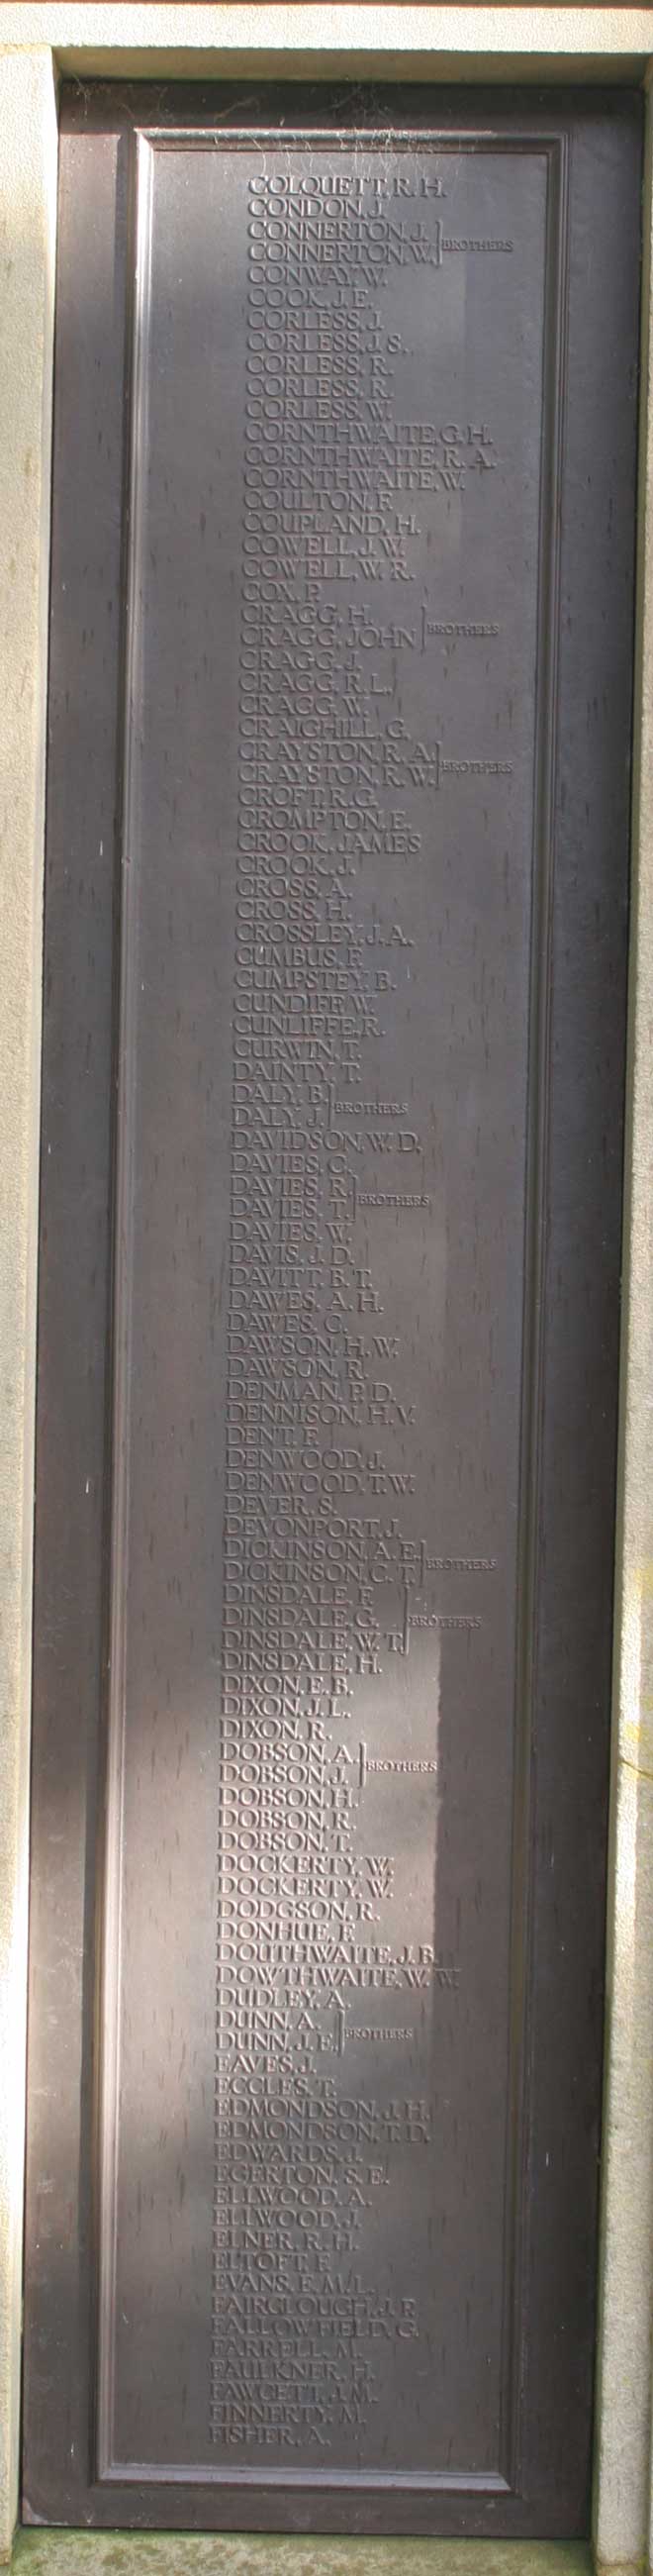 COLQUETT, R. H.
CONDON, J.
CONNERTON, J.
CONNERTON, W. BROTHERS
CONWAY, W.
COOK, J. E.
CORLESS, J.
CORLESS, J. S.
CORLESS, R.
CORLESS, R.
CORLESS, W.
CORNTHWAITE, G. H.
CORNTHWAITE, R. A.
CORNTHWAITE, W.
COULTON, F.
COUPLAND, H.
COWELL, J. W.
COWELL, W. R.
COX, P.
CRAGG, H.
CRAGG, JOHN BROTHERS
CRAGG, J.
CRAGG, R. L.
CRAGG, W.
CRAIGHILL, G.
CRAYSTON, R. A.
CRAYSTON, R. W. BROTHERS
CROFT, R. G.
CROMPTON, E.
CROOK, JAMES
CROOK, J.
CROSS, A.
CROSS, H.
CROSSLEY, J. A.
CUMBUS, F.
CUMPSTEY, B.
CUNDIFF, W.
CUNLIFFE, R.
CURWIN, T.
DAINTY, T.
DALY, B.
DALY, J. BROTHERS
DAVIDSON, W. D.
DAVIES, C.
DAVIES, R.
DAVIES, T. BROTHERS
DAVIES, W.
DAVIS, J. D.
DAVITT, B. T.
DAWES, A. H.
DAWES, C.
DAWSON, H. W.
DAWSON, R.
DENMAN, P. D.
DENNISON, H. V.
DENT, F.
DENWOOD, J.
DENWOOD, T. W.
DEVER, S.
DEVONPORT, J.
DICKINSON, A. E.
DICKINSON, C. T. BROTHERS
DINSDALE, F.
DINSDALE, G. BROTHERS
DINSDALE, W. T.
DINSDALE, H.
DIXON, E. B.
DIXON, J. L.
DIXON, R.
DOBSON, A.
DOBSON, J. BROTHERS
DOBSON, H.
DOBSON, R.
DOBSON, T.
DOCKERTY, W.
DOCKERTY, W.
DODGSON, R.
DONHUE, F.
DOUTHWAITE, J. B.
DOWTHWAITE, W. W.
DUDLEY, A.
DUNN, A.
DUNN, J. E. BROTHERS
EAVES, J.
ECCLES, T.
EDMONDSON, J. H.
EDMONDSON, T. D.
EDWARDS, J.
EGERTON, S. E.
ELLWOOD, A.
ELLWOOD, J.
ELNER, R. H.
ELTOFT, F.
EVANS, E. M. L.
FAIRCLOUGH, J. P.
FALLOWFIELD, G.
FARRELL, M.
FAULKNER, H.
FAWCETT, J. M.
FINNERTY, M.
FISHER, A.